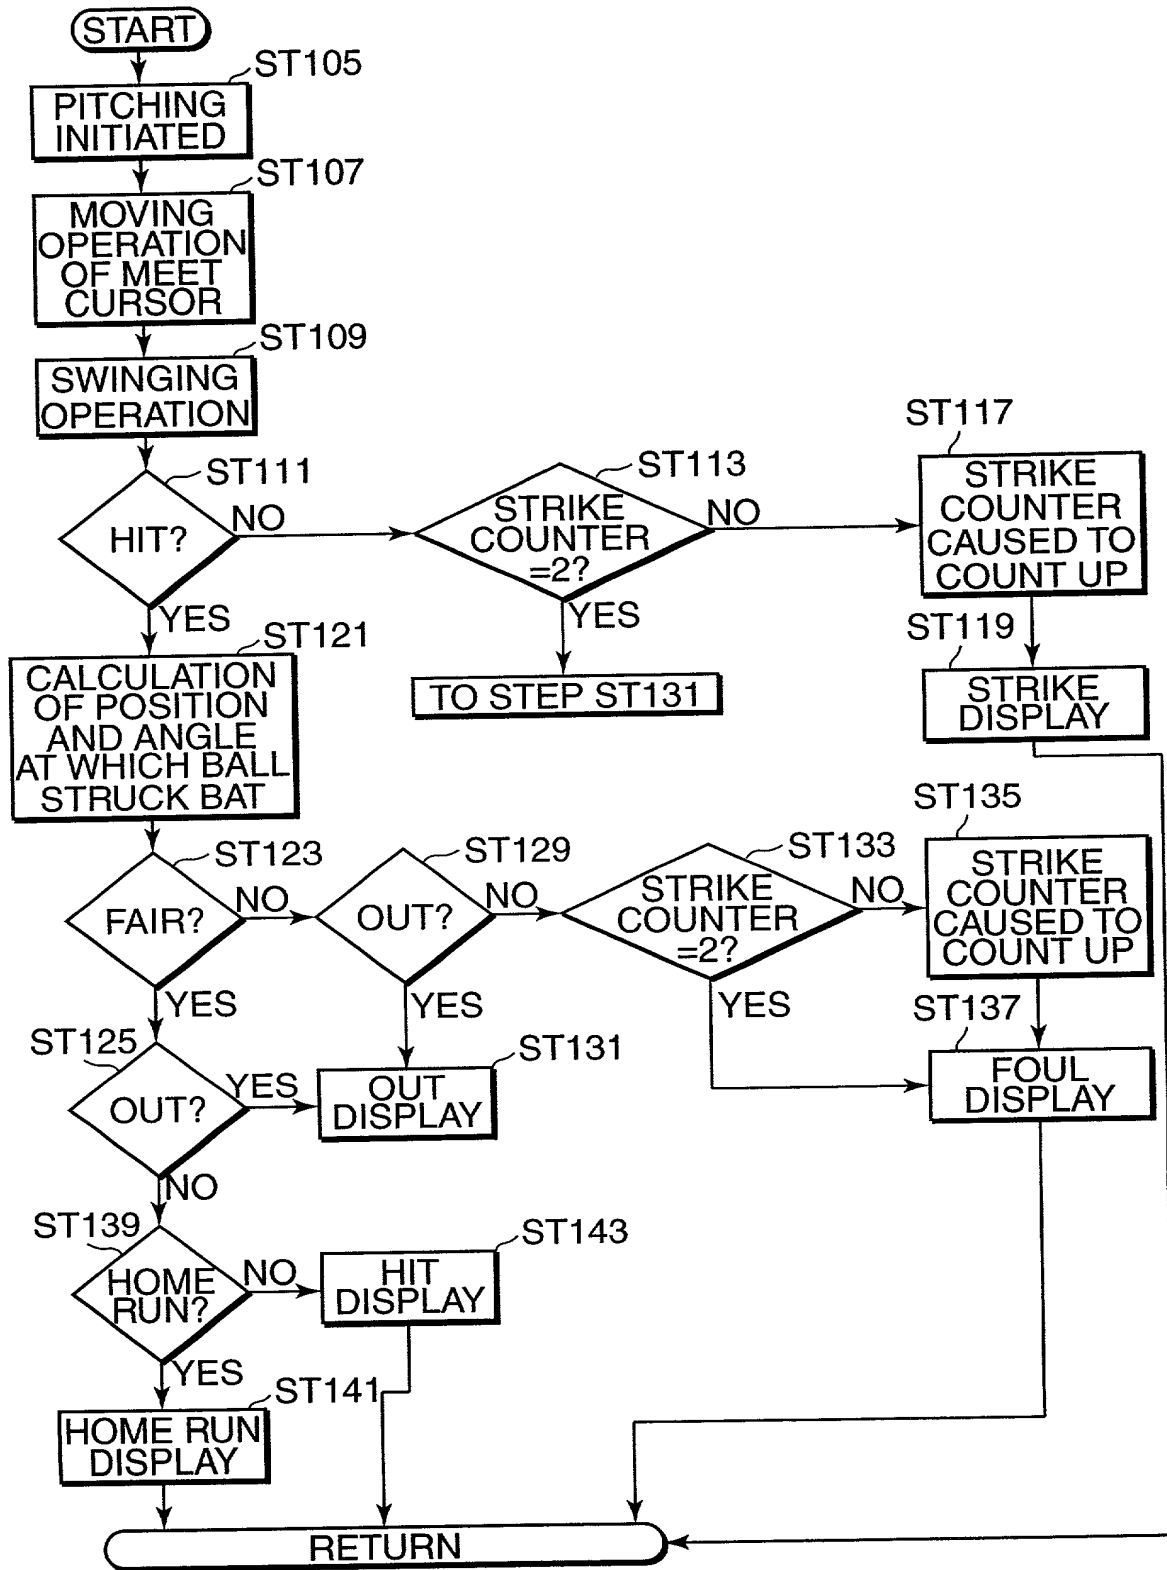 START
ST105
PITCHING
INITIATED
ST107
MOVING
OPERATION
OF MEET
CURSOR
ST109
SWINGING
OPERATION
ST111
HIT?
NO
YES
ST113
STRIKE
COUNTER
=2?
NO
YES
TO STEP ST131
ST117
STRIKE
COUNTER
CAUSED TO
COUNT UP
ST119
STRIKE
DISPLAY
ST121
CALCULATION
OF POSITION
AND ANGLE
AT WHICH BALL
STRUCK BAT
ST123
FAIR?
NO
YES
ST129
OUT?
NO
YES
ST133
STRIKE
COUNTER
=2?
NO
YES
ST135
STRIKE
COUNTER
CAUSED TO
COUNT UP
ST137
FOUL
DISPLAY
ST125
OUT?
YES
NO
ST131
OUT
DISPLAY
ST139
HOME
RUN?
NO
YES
ST143
HIT
DISPLAY
ST141
HOME RUN
DISPLAY
RETURN